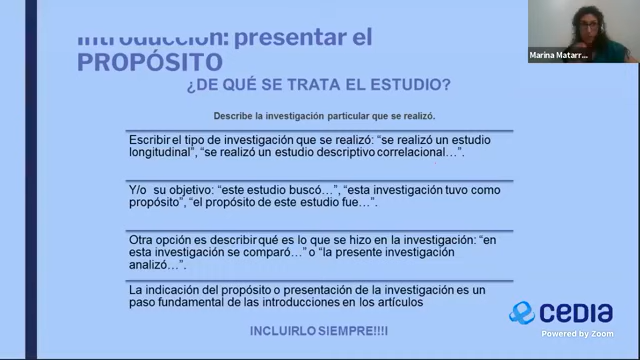 Introducción: presentar el
PROPÓSITO
¿DE QUÉ SE TRATA EL ESTUDIO?
Describe la investigación particular que se realizó.
Escribir el tipo de investigación que se realizó: “se realizó un estudio
longitudinal”, “se realizó un estudio descriptivo correlacional…”.
Y/o su objetivo: “este estudio buscó…”, “esta investigación tuvo como
propósito”, “el propósito de este estudio fue…”.
Otra opción es describir qué es lo que se hizo en la investigación: “en
esta investigación se comparó…” o “la presente investigación
analizó…”.
La indicación del propósito o presentación de la investigación es un
paso fundamental de las introducciones en los artículos
INCLUIRLO SIEMPRE!!!I
Marina Matarr...
CEDIA
Powered by Zoom